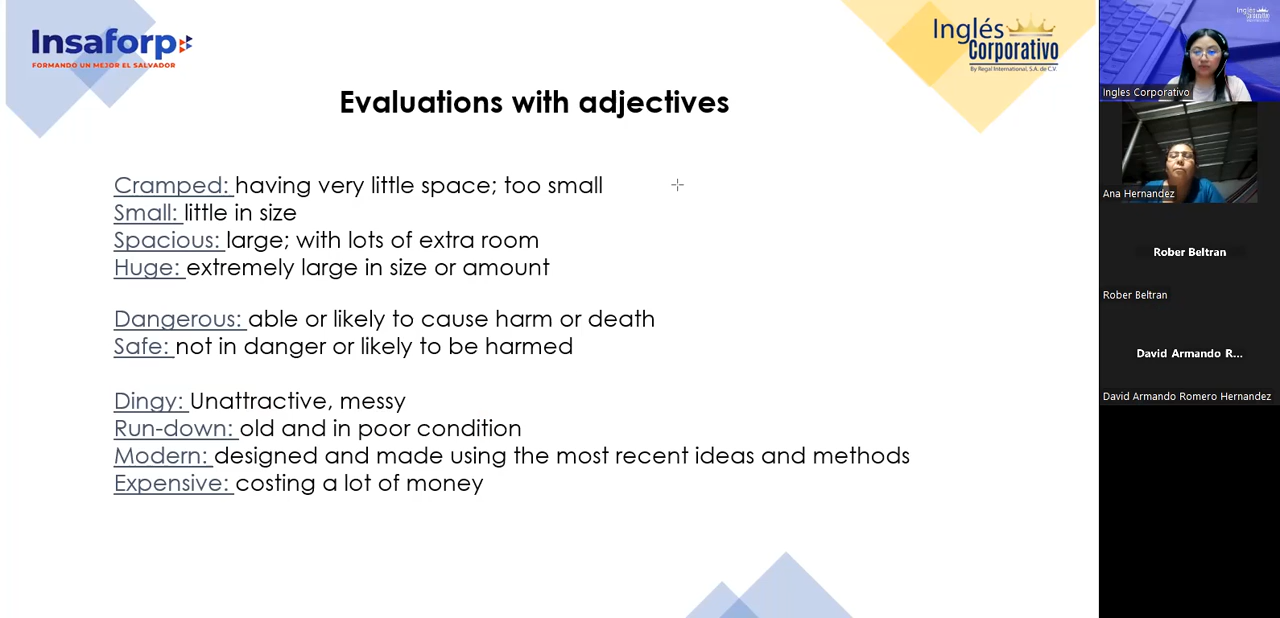 Insaforp
FORMANDO UN MEJOR EL SALVADOR
Inglés
Corporativo
By Regal International, S.A. de C.V.
Evaluations with adjectives
Cramped: having very little space; too small
Small: little in size
Spacious: large; with lots of extra room
Huge: extremely large in size or amount
Dangerous: able or likely to cause harm or death
Safe: not in danger or likely to be harmed
Dingy: Unattractive, messy
Run-down: old and in poor condition
Modern: designed and made using the most recent ideas and methods
Expensive: costing a lot of money
Ingles Corporativo
Ana Hernandez
Rober Beltran
Rober Beltran
David Armando R...
David Armando Romero Hernandez